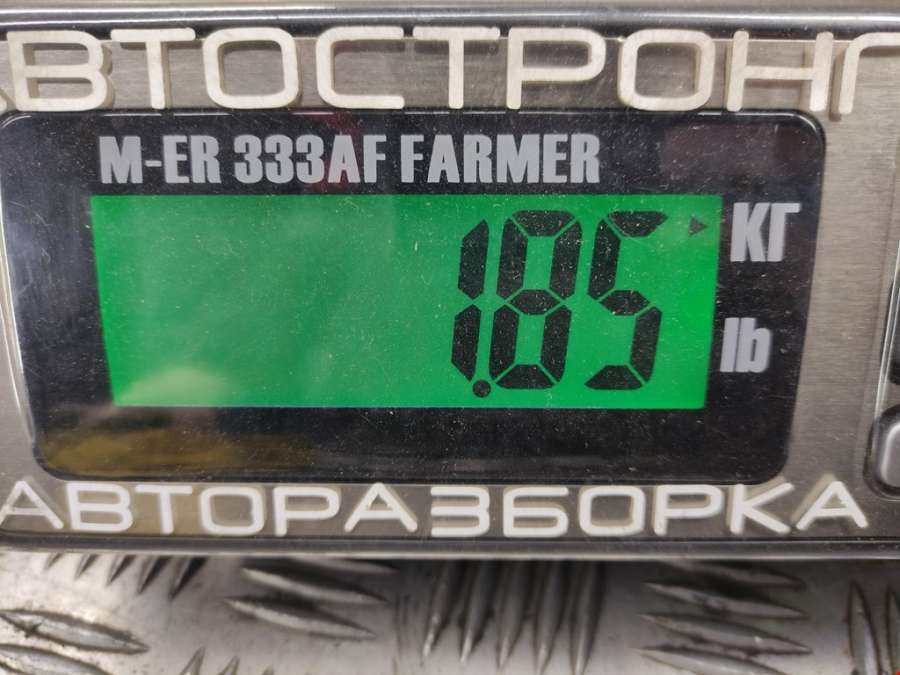 АВТОСТРОНГ
M-ER 333AF FARMER
1.85
КГ
lb
АВТОРАЗБОРКА